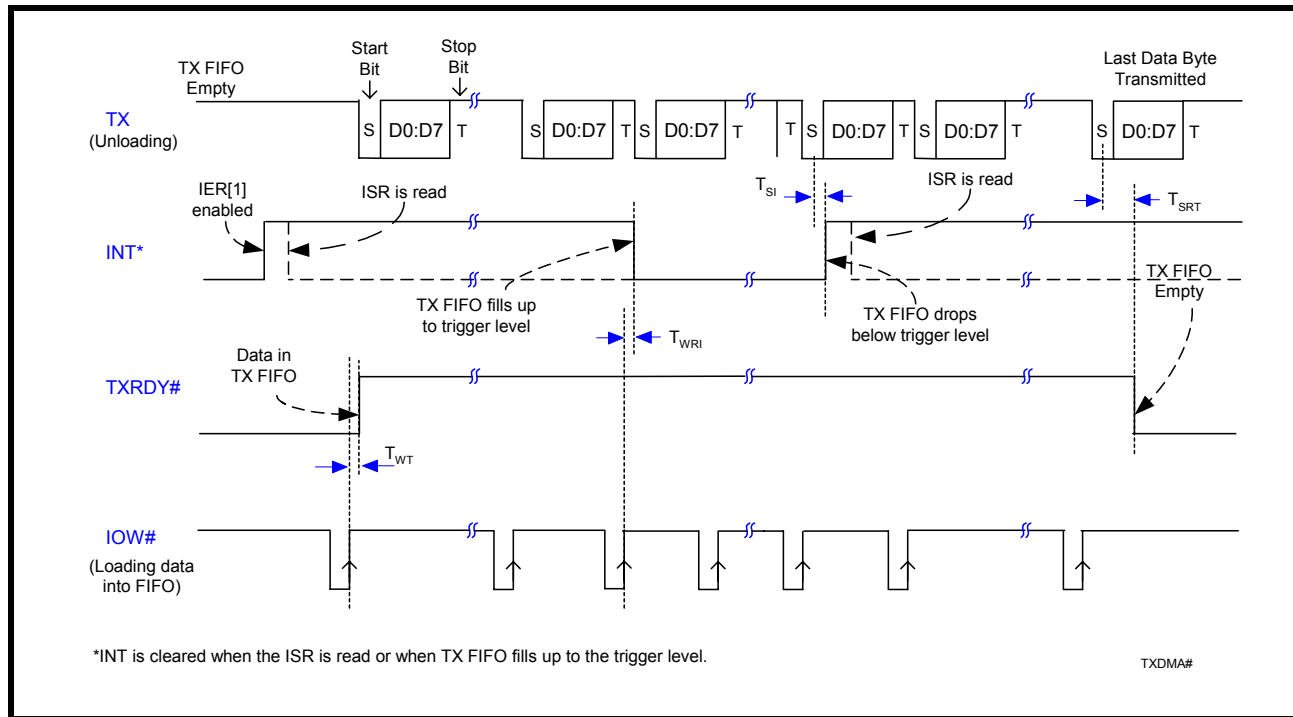 TX FIFO
Empty
Start
Bit
Stop
Bit
Last Data Byte
Transmitted
TX
(Unloading)
S D0:D7 T S D0:D7 T S D0:D7 T T S D0:D7 T S D0:D7 T S D0:D7 T
IER[1]
enabled
ISR is read
TSI
ISR is read
TSRT
INT*
TX FIFO fills up
to trigger level
TX FIFO drops
below trigger level
TX FIFO
Empty
TWRI
Data in
TX FIFO
TXRDY#
TWT
IOW#
(Loading data
into FIFO)
*INT is cleared when the ISR is read or when TX FIFO fills up to the trigger level.
TXDMA#